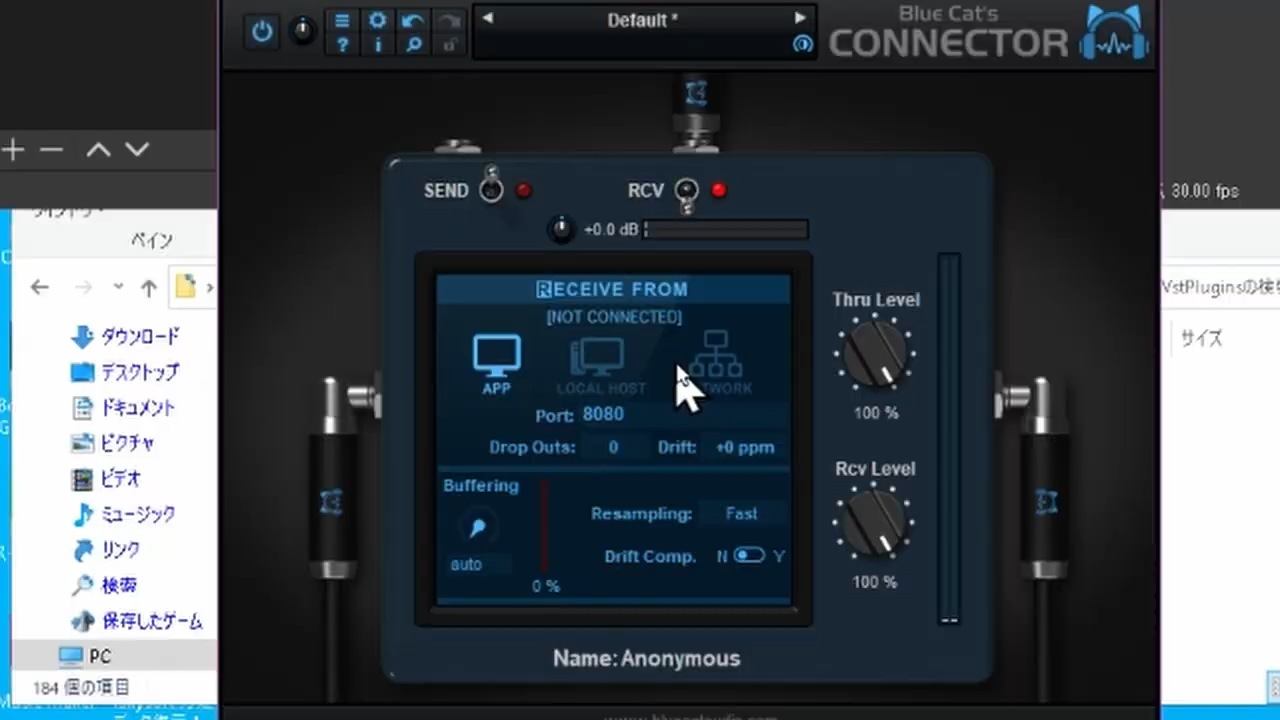 Default *
Blue Cat's
CONNECTOR
SEND
RCV
30.00 fps
+0.0 dB
ペイン
RECEIVE FROM
[NOT CONNECTED]
APP
LOCAL HOST
Port: 8080
Drop Outs: 0 Drift: +0 ppm
Buffering
auto
0 %
Resampling: Fast
Drift Comp. N Y
Thru Level
100 %
Rcv Level
100 %
Name: Anonymous
サイズ
ダウンロード
デスクトップ
ドキュメント
ピクチャ
ビデオ
ミュージック
リンク
検索
保存したゲーム
PC
184 個の項目